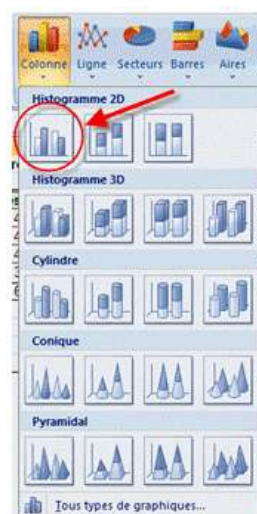 Colonne Ligne Secteurs Barres Aires
Histogramme 2D
Histogramme 3D
Cylindre
Conique
Pyramidal
Tous types de graphiques...